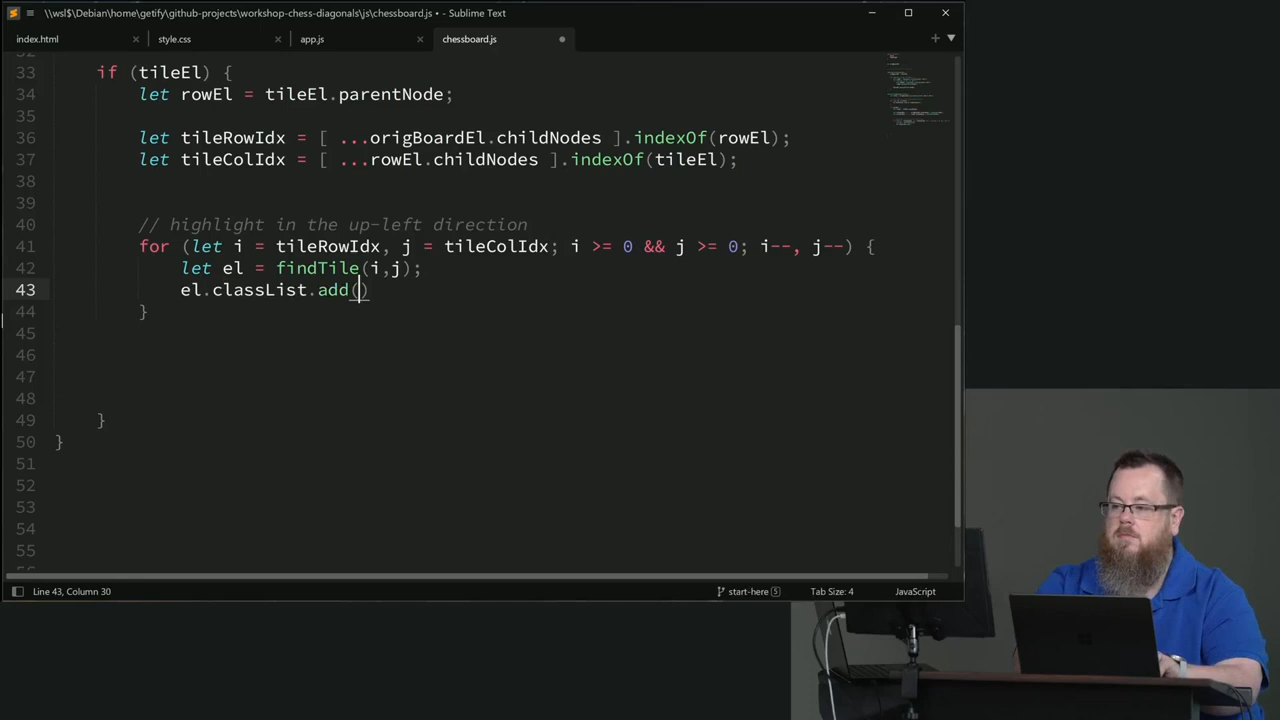 \\wsl$\Debian\home\getify\github-projects\workshop-chess-diagonals\js\chessboard.js • - Sublime Text
index.html
style.css
app.js
chessboard.js
33 if (tileEl) {
34 let rowEl = tileEl.parentNode;
35
36 let tileRowIdx = [ ...origBoardEl.childNodes ].indexOf(rowEl);
37 let tileColIdx = [ ...rowEl.childNodes ].indexOf(tileEl);
38
39
40 // highlight in the up-left direction
41 for (let i = tileRowIdx, j = tileColIdx; i >= 0 && j >= 0; i--, j--) {
42 let el = findTile(i,j);
43 el.classList.add()
44 }
45
46
47
48
49 }
50 }
51
52
53
54
55
Line 43, Column 30
start-here 5
Tab Size: 4
JavaScript